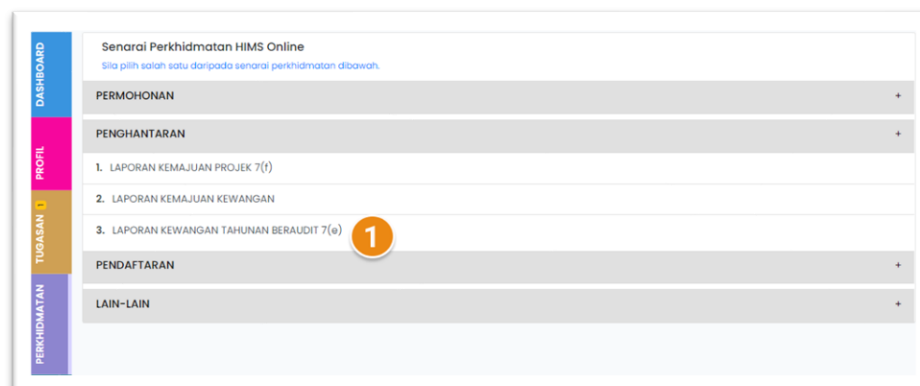 DASHBOARD
PROFIL
TUGASAN 1
PERKHIDMATAN
Senarai Perkhidmatan HIMS Online
Sila pilih salah satu daripada senarai perkhidmatan dibawah.
PERMOHONAN +
PENGHANTARAN +
1. LAPORAN KEMAJUAN PROJEK 7(f)
2. LAPORAN KEMAJUAN KEWANGAN
3. LAPORAN KEWANGAN TAHUNAN BERAUDIT 7(e) 1
PENDAFTARAN +
LAIN-LAIN +